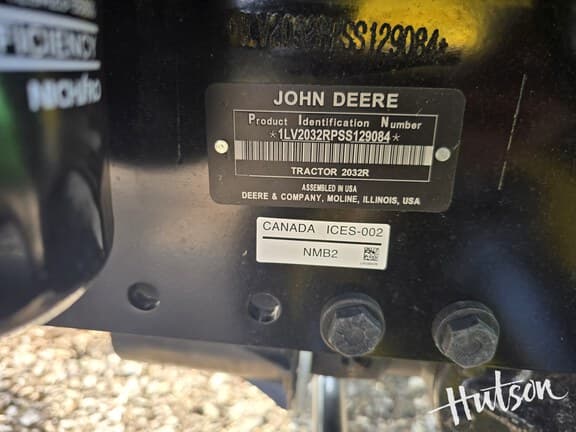 LV2032RPSS129084*
JOHN DEERE
Product Identification Number
*1LV2032RPSS129084*
TRACTOR 2032R
ASSEMBLED IN USA
DEERE & COMPANY, MOLINE, ILLINOIS, USA
CANADA ICES-002
NMB2
Hutson